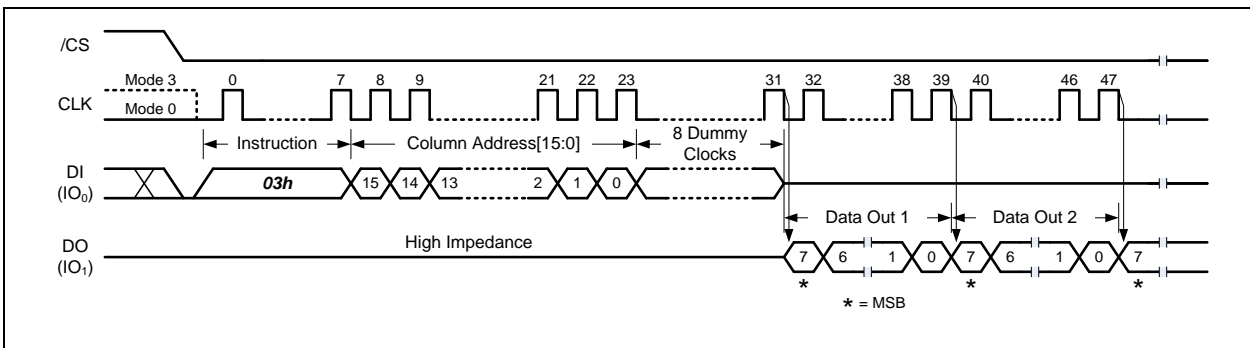 /CS
Mode 3 0 7 8 9 21 22 23 31 32 38 39 40 46 47
CLK
Mode 0
Instruction Column Address[15:0] 8 Dummy
Clocks
DI
(IO0)
03h 15 14 13 2 1 0
Data Out 1 Data Out 2
DO
(IO1)
High Impedance
7 6 1 0 7 6 1 0 7
* * *
* = MSB